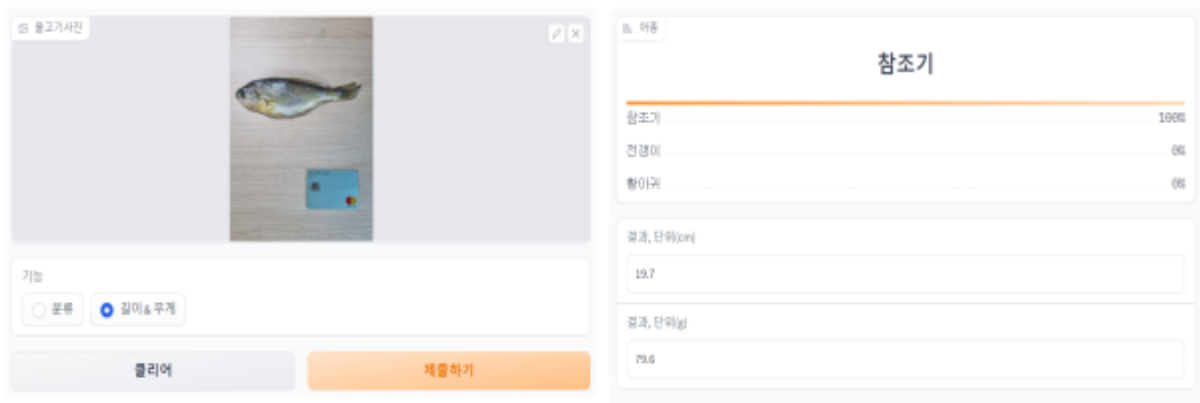 물고기사진
기능
분류
길이&무게
클리어
제출하기
어종
참조기
참조기 100%
전갱이 0%
황아귀 0%
결과, 단위(cm)
19.7
결과, 단위(g)
79.6